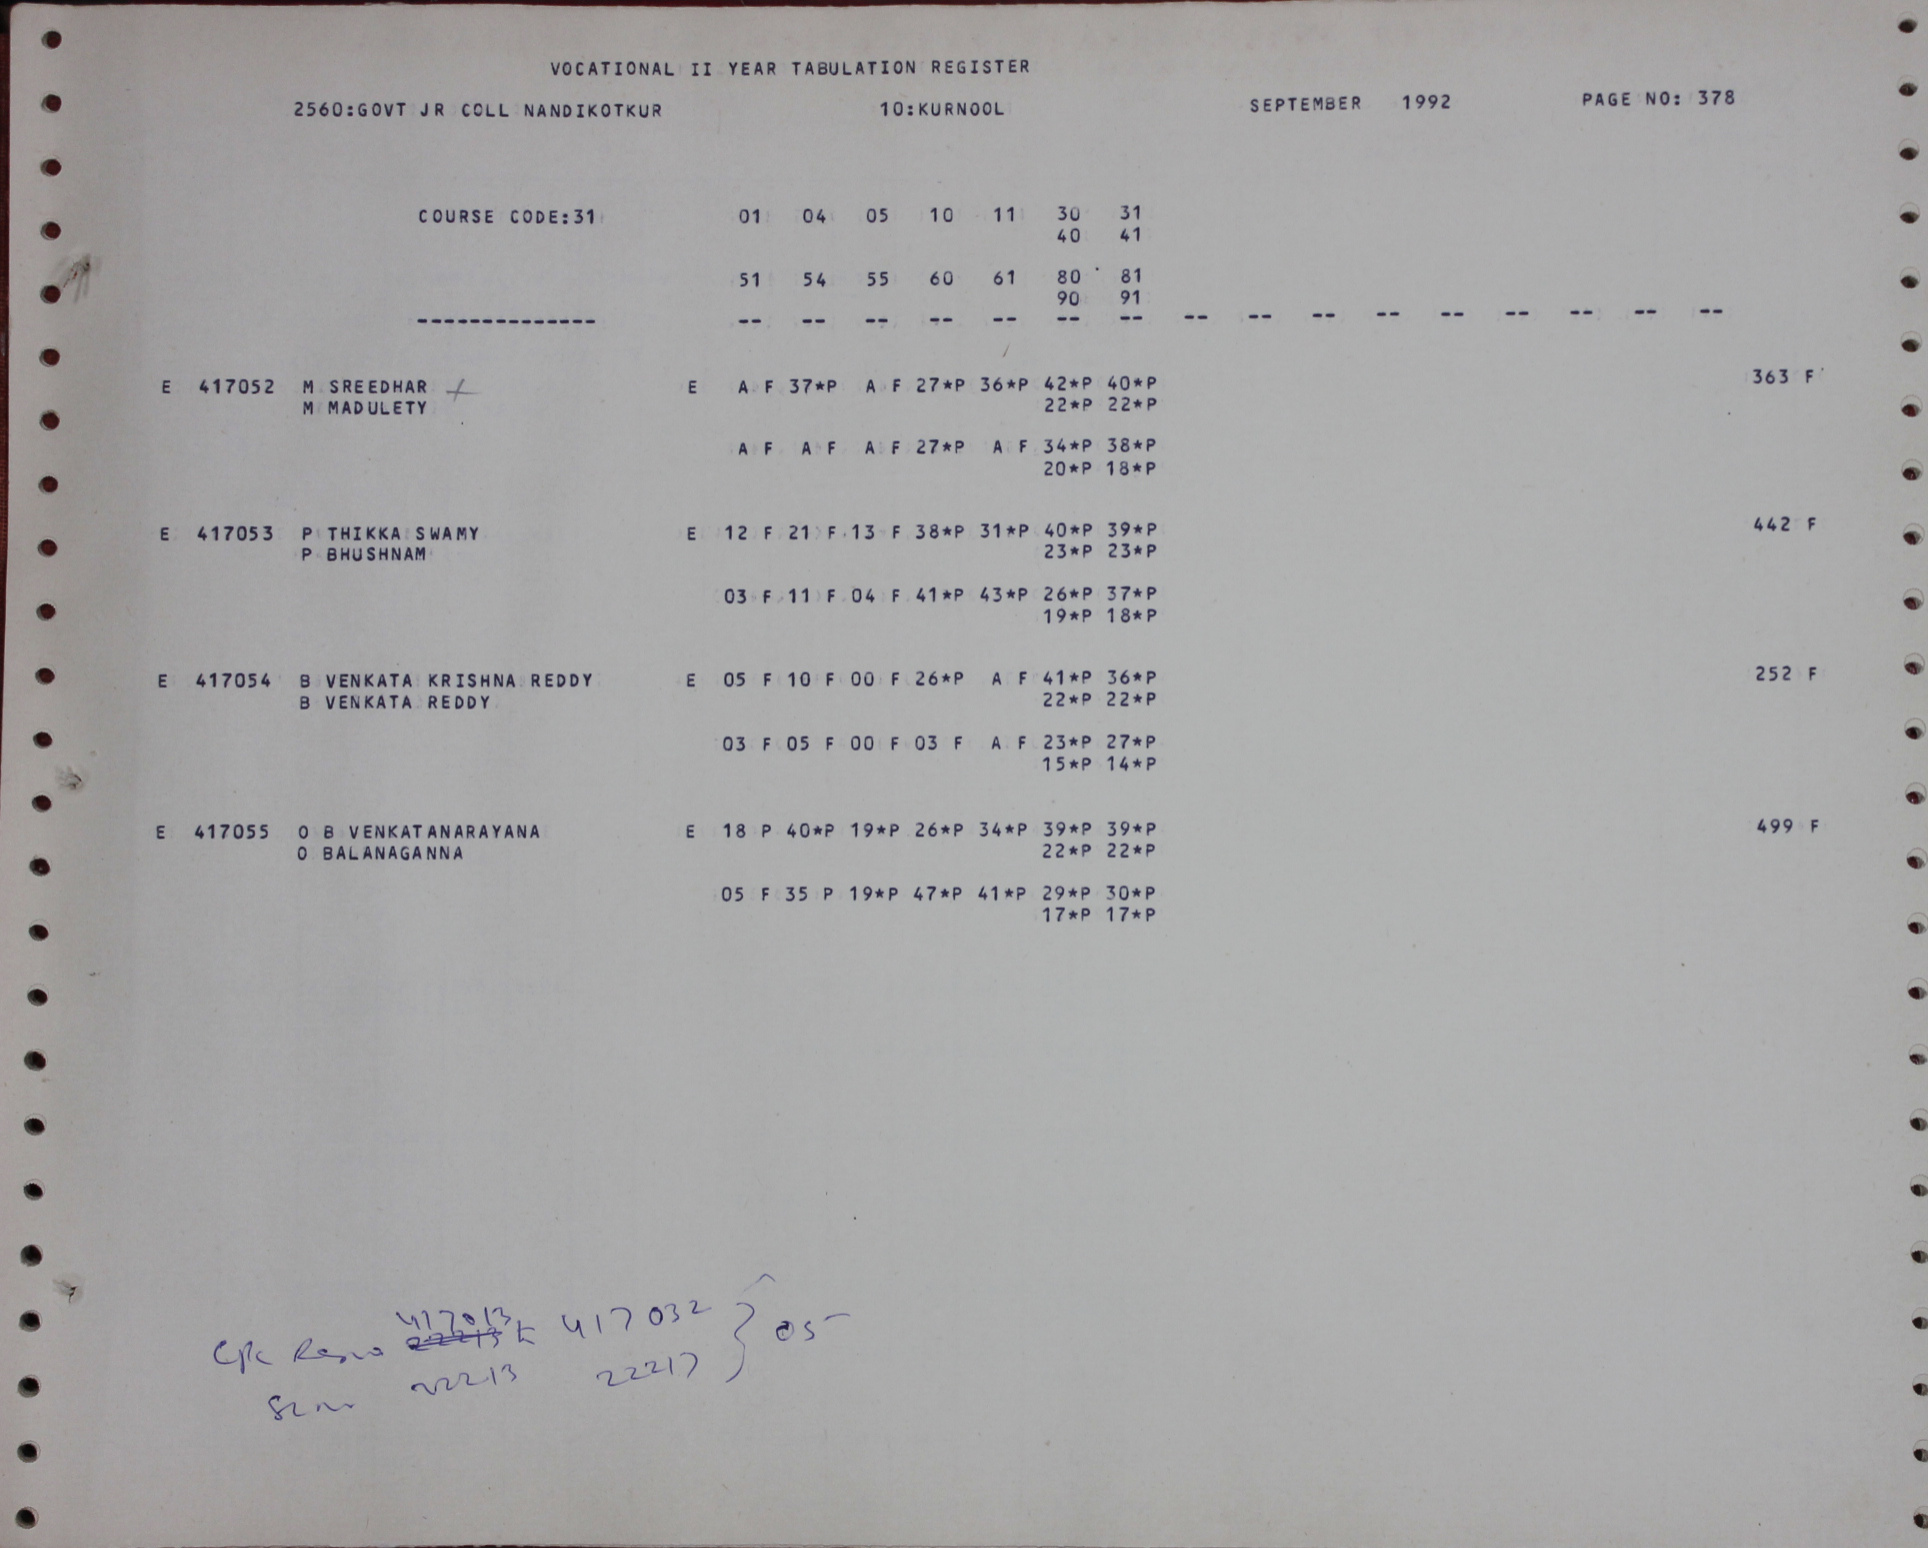 VOCATIONAL II YEAR TABULATION REGISTER
2560:GOVT JR COLL NANDIKOTKUR 10:KURNOOL SEPTEMBER 1992 PAGE NO: 378
COURSE CODE:31 01 04 05 10 11 30 31
40 41
51 54 55 60 61 80 81
90 91
-------------- -- -- -- -- -- -- -- -- -- -- -- -- -- -- -- --
E 417052 M SREEDHAR E A F 37*P A F 27*P 36*P 42*P 40*P 363 F
M MADULETY 22*P 22*P
A F A F A F 27*P A F 34*P 38*P
20*P 18*P
E 417053 P THIKKA SWAMY E 12 F 21 F 13 F 38*P 31*P 40*P 39*P 442 F
P BHUSHNAM 23*P 23*P
03 F 11 F 04 F 41*P 43*P 26*P 37*P
19*P 18*P
E 417054 B VENKATA KRISHNA REDDY E 05 F 10 F 00 F 26*P A F 41*P 36*P 252 F
B VENKATA REDDY 22*P 22*P
03 F 05 F 00 F 03 F A F 23*P 27*P
15*P 14*P
E 417055 O B VENKATANARAYANA E 18 P 40*P 19*P 26*P 34*P 39*P 39*P 499 F
O BALANAGANNA 22*P 22*P
05 F 35 P 19*P 47*P 41*P 29*P 30*P
17*P 17*P
417013 417032 05
22213 22217